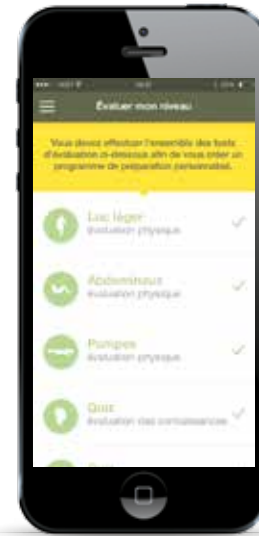 Évaluer mon niveau
Vous devez effectuer l'ensemble des tests
d'évaluation ci-dessous afin de vous créer un
programme de préparation personnalisé.
Luc léger
évaluation physique
Abdominaux
évaluation physique
Pompes
évaluation physique
Quiz
évaluation des connaissances